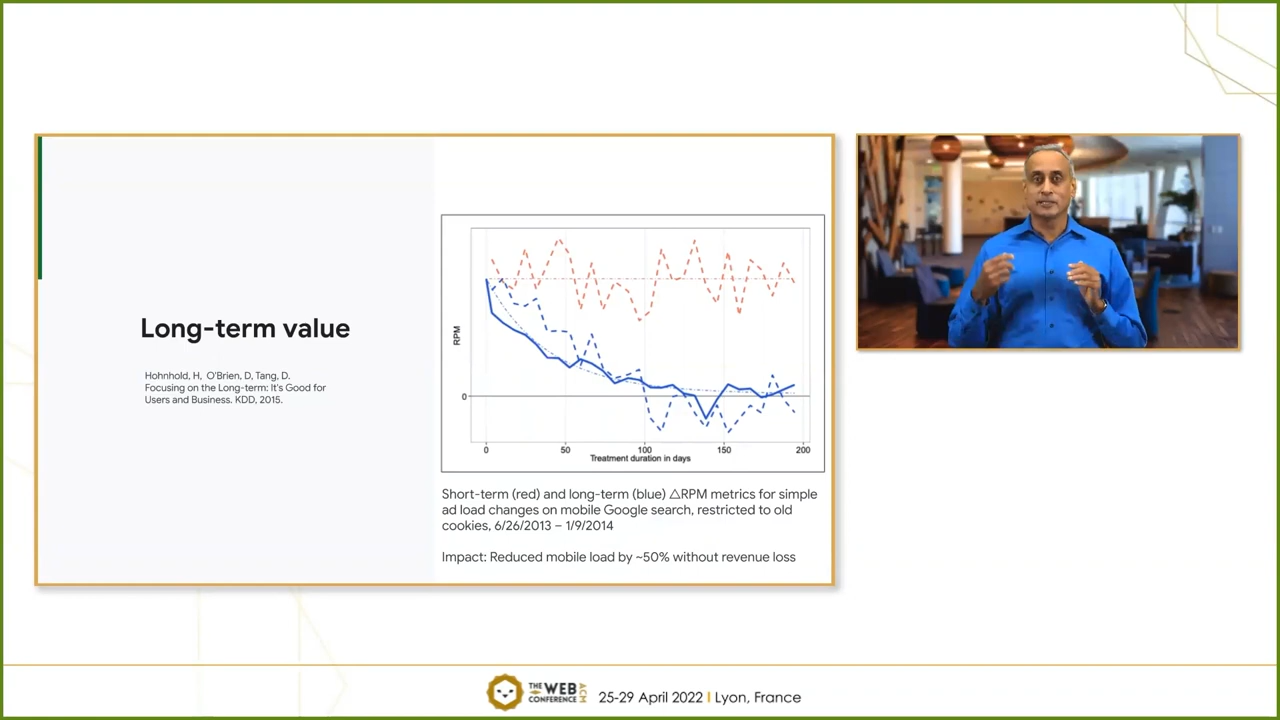 Long-term value
Hohnhold, H, O'Brien, D, Tang, D.
Focusing on the Long-term: It's Good for
Users and Business. KDD, 2015.
RPM
0
0 50 100 150 200
Treatment duration in days
Short-term (red) and long-term (blue) △RPM metrics for simple
ad load changes on mobile Google search, restricted to old
cookies, 6/26/2013 – 1/9/2014
Impact: Reduced mobile load by ~50% without revenue loss
THE WEB CONFERENCE ACM
25-29 April 2022 I Lyon, France